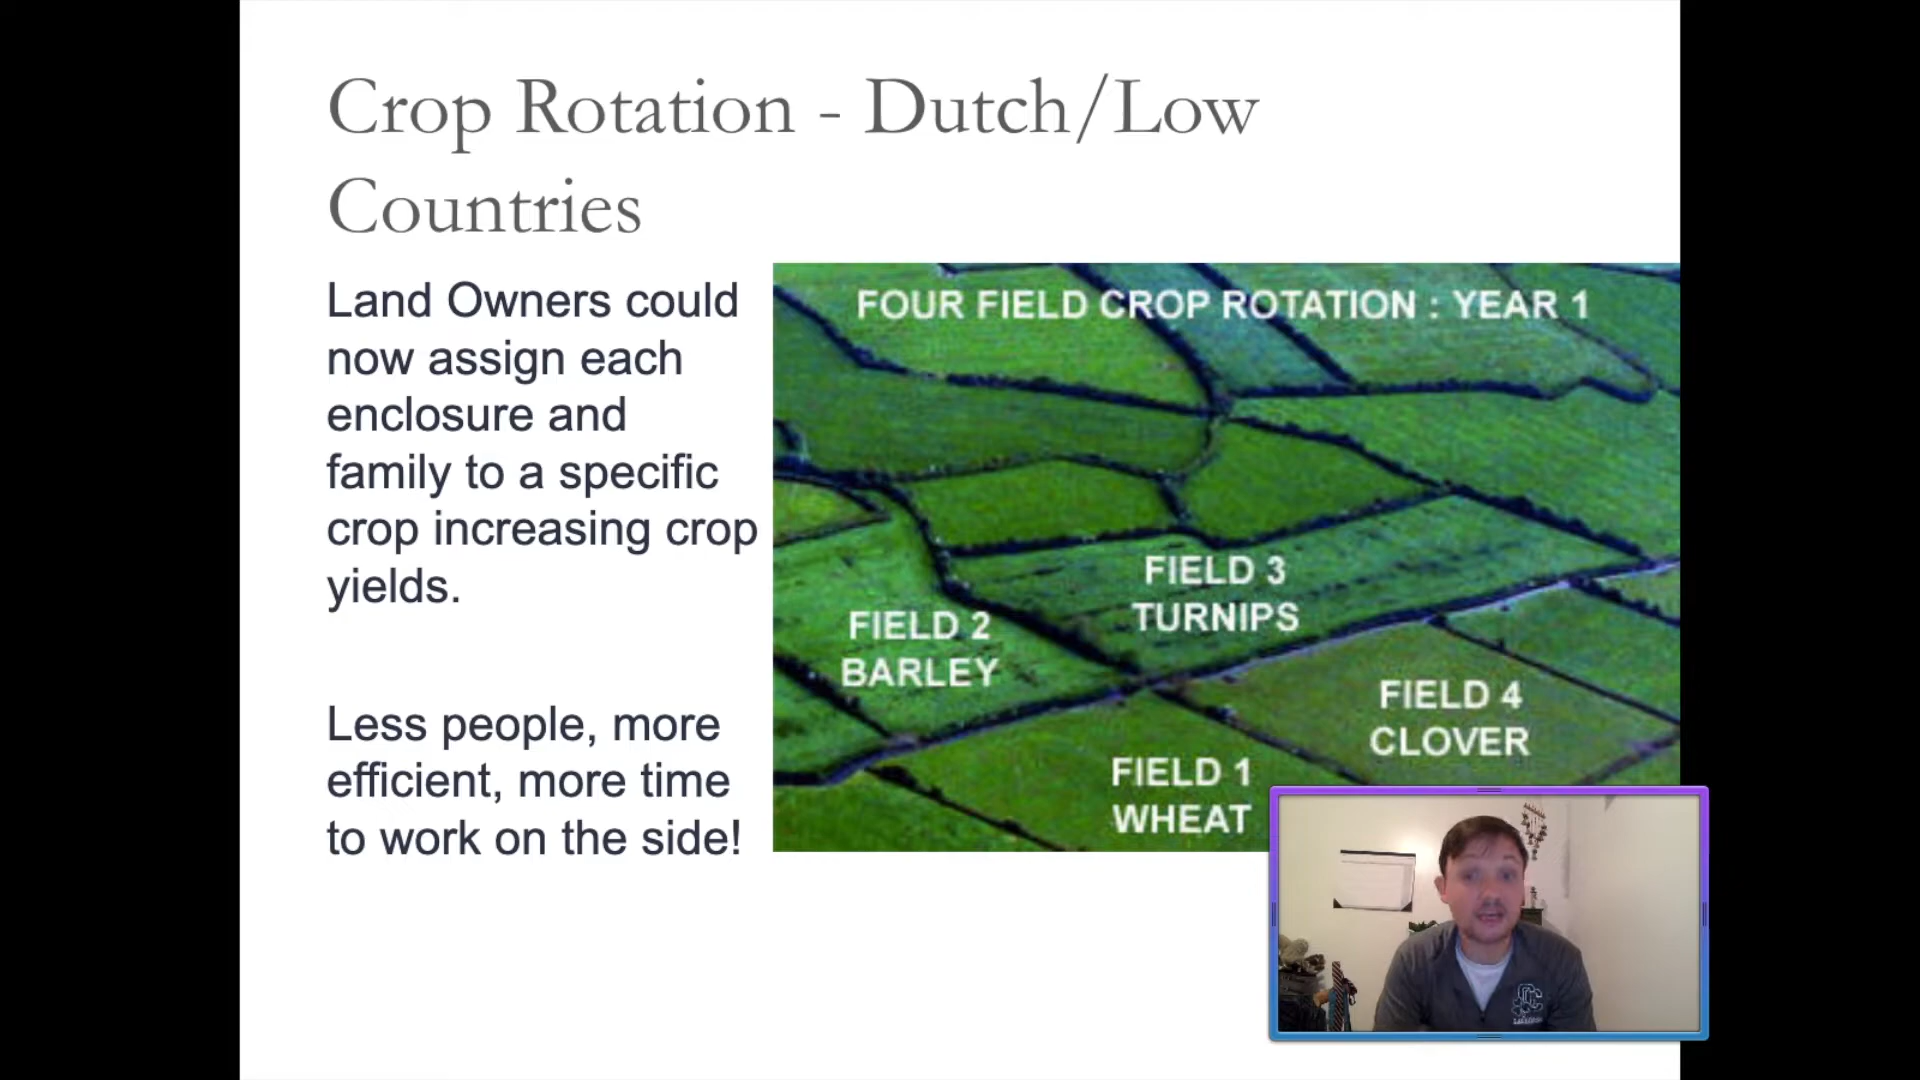 Crop Rotation - Dutch/Low
Countries
Land Owners could
now assign each
enclosure and
family to a specific
crop increasing crop
yields.
Less people, more
efficient, more time
to work on the side!
FOUR FIELD CROP ROTATION : YEAR 1
FIELD 3
TURNIPS
FIELD 2
BARLEY
FIELD 4
CLOVER
FIELD 1
WHEAT